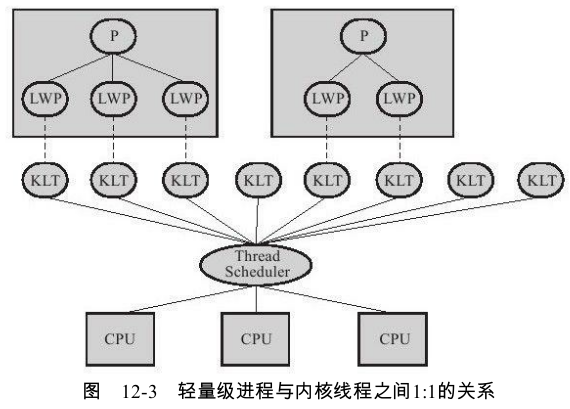 P P
LWP LWP LWP LWP LWP
KLT KLT KLT KLT KLT KLT KLT KLT
Thread
Scheduler
CPU CPU CPU
图 12-3 轻量级进程与内核线程之间1:1的关系